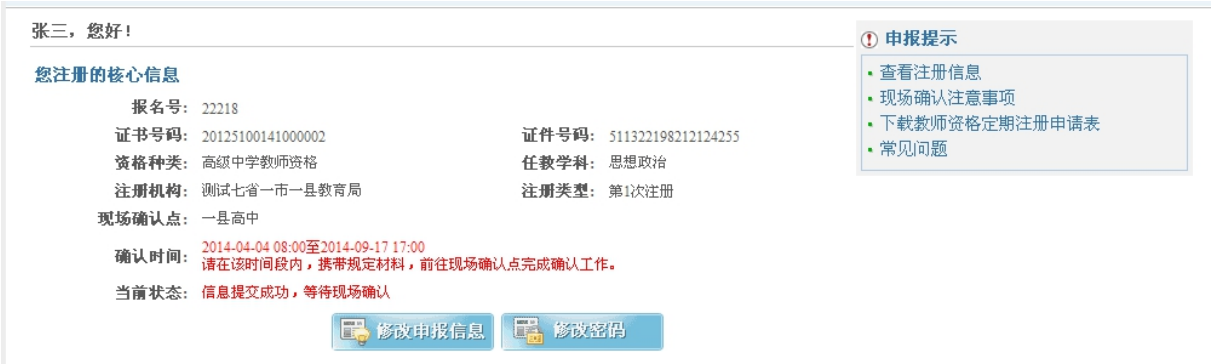 张三，您好！
您注册的核心信息
报名号： 22218
证书号码： 20125100141000002 证件号码： 511322198212124255
资格种类： 高级中学教师资格 任教学科： 思想政治
注册机构： 测试七省一市一县教育局 注册类型： 第1次注册
现场确认点： 一县高中
确认时间： 2014-04-04 08:00至2014-09-17 17:00
请在该时间段内，携带规定材料，前往现场确认点完成确认工作。
当前状态： 信息提交成功，等待现场确认
修改申报信息 修改密码
申报提示
查看注册信息
现场确认注意事项
下载教师资格定期注册申请表
常见问题